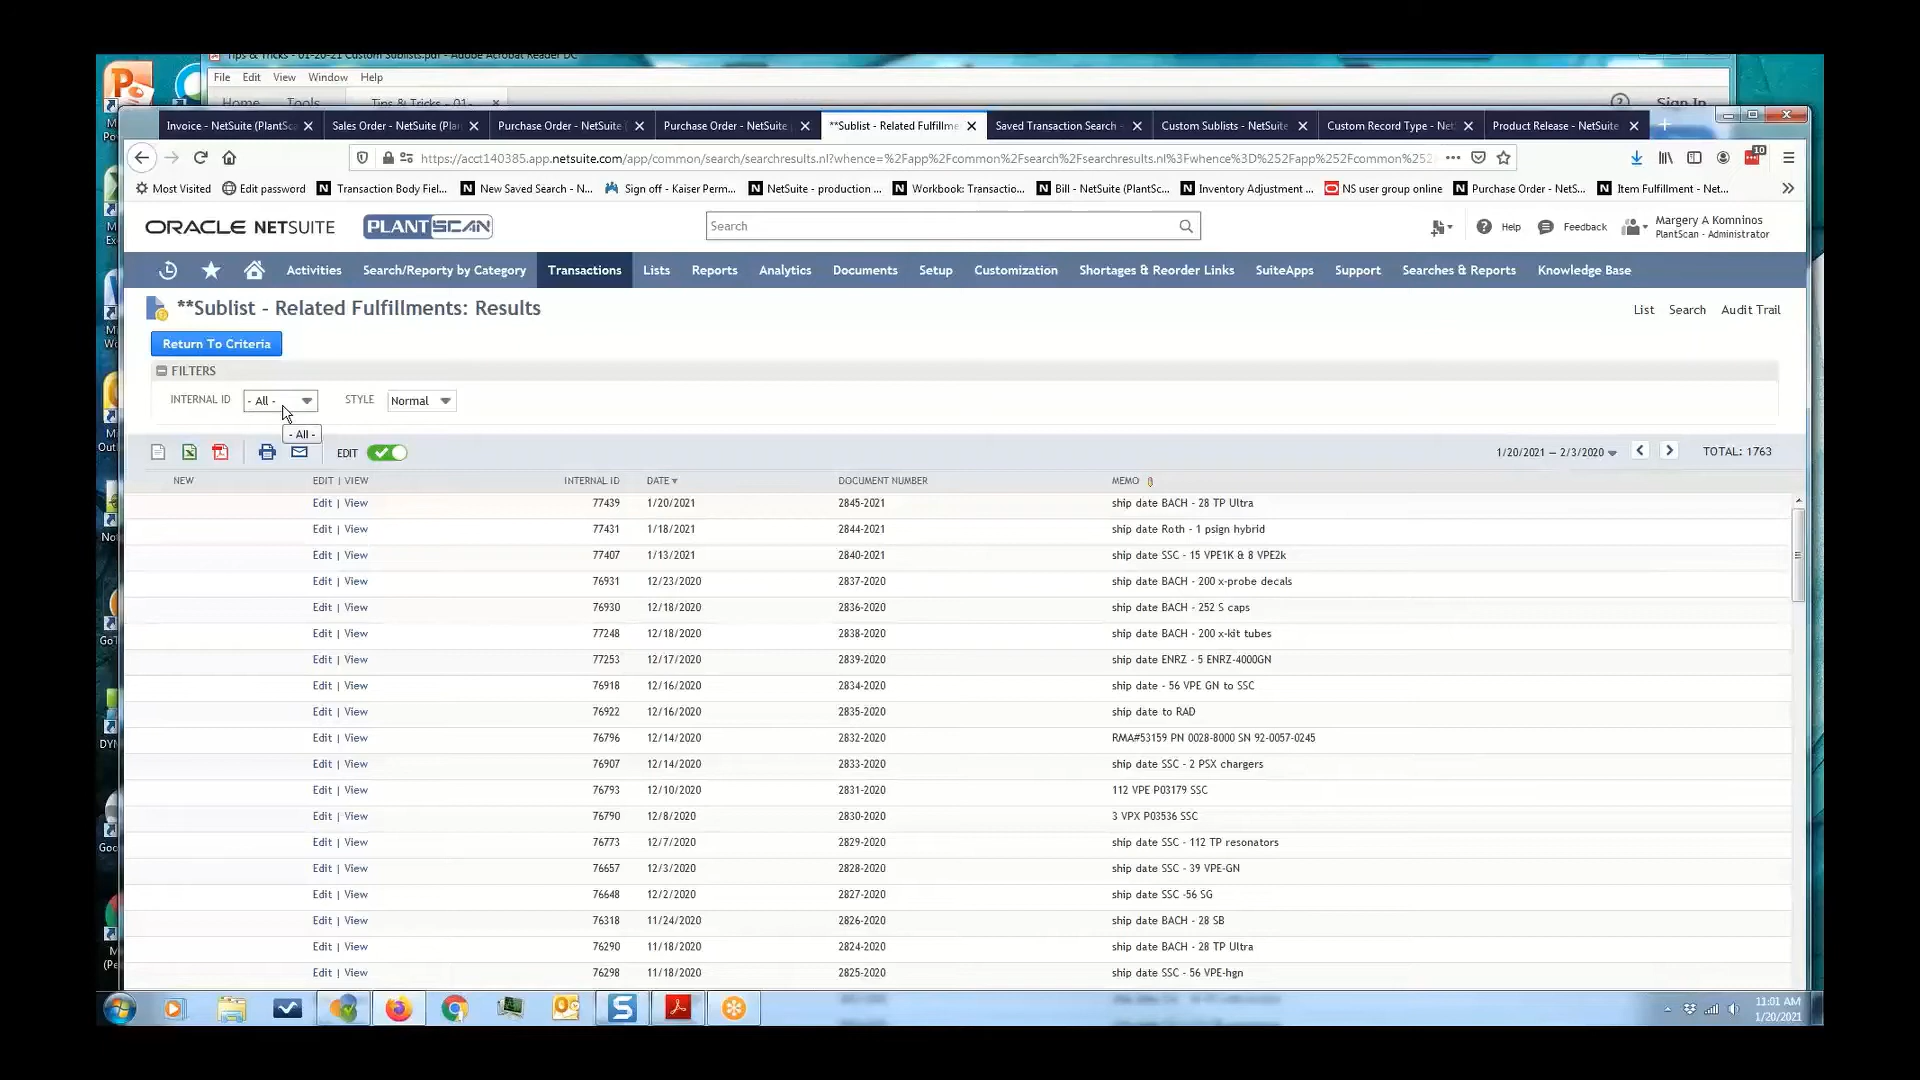 Tips & Tricks - 01-20-21 Custom Sublists.pdf - Adobe Acrobat Reader DC
File Edit View Window Help
Home Tools Tips & Tricks - 01-... × Sign In
Invoice - NetSuite (PlantSca Sales Order - NetSuite (Plan Purchase Order - NetSuite Purchase Order - NetSuite **Sublist - Related Fulfillme Saved Transaction Search - Custom Sublists - NetSuite Custom Record Type - Net Product Release - NetSuite
https://acct140385.app.netsuite.com/app/common/search/searchresults.nl?whence=%2Fapp%2Fcommon%2Fsearch%2Fsearchresults.nl%3Fwhence%3D%252Fapp%252Fcommon%252 10
Most Visited Edit password Transaction Body Fiel... New Saved Search - N... Sign off - Kaiser Perm... NetSuite - production ... Workbook: Transactio... Bill - NetSuite (PlantSc... Inventory Adjustment ... NS user group online Purchase Order - NetS... Item Fulfillment - Net...
ORACLE NETSUITE PLANTSCAN Search Help Feedback Margery A Komninos
PlantScan - Administrator
Activities Search/Reporty by Category Transactions Lists Reports Analytics Documents Setup Customization Shortages & Reorder Links SuiteApps Support Searches & Reports Knowledge Base
**Sublist - Related Fulfillments: Results List Search Audit Trail
Return To Criteria
FILTERS
INTERNAL ID - All - STYLE Normal
- All -
EDIT 1/20/2021 — 2/3/2020 TOTAL: 1763
NEW EDIT | VIEW INTERNAL ID DATE DOCUMENT NUMBER MEMO
Edit | View 77439 1/20/2021 2845-2021 ship date BACH - 28 TP Ultra
Edit | View 77431 1/18/2021 2844-2021 ship date Roth - 1 psign hybrid
Edit | View 77407 1/13/2021 2840-2021 ship date SSC - 15 VPE1K & 8 VPE2k
Edit | View 76931 12/23/2020 2837-2020 ship date BACH - 200 x-probe decals
Edit | View 76930 12/18/2020 2836-2020 ship date BACH - 252 S caps
Edit | View 77248 12/18/2020 2838-2020 ship date BACH - 200 x-kit tubes
Edit | View 77253 12/17/2020 2839-2020 ship date ENRZ - 5 ENRZ-4000GN
Edit | View 76918 12/16/2020 2834-2020 ship date - 56 VPE GN to SSC
Edit | View 76922 12/16/2020 2835-2020 ship date to RAD
Edit | View 76796 12/14/2020 2832-2020 RMA#53159 PN 0028-8000 SN 92-0057-0245
Edit | View 76907 12/14/2020 2833-2020 ship date SSC - 2 PSX chargers
Edit | View 76793 12/10/2020 2831-2020 112 VPE P03179 SSC
Edit | View 76790 12/8/2020 2830-2020 3 VPX P03536 SSC
Edit | View 76773 12/7/2020 2829-2020 ship date SSC - 112 TP resonators
Edit | View 76657 12/3/2020 2828-2020 ship date SSC - 39 VPE-GN
Edit | View 76648 12/2/2020 2827-2020 ship date SSC -56 SG
Edit | View 76318 11/24/2020 2826-2020 ship date BACH - 28 SB
Edit | View 76290 11/18/2020 2824-2020 ship date BACH - 28 TP Ultra
Edit | View 76298 11/18/2020 2825-2020 ship date SSC - 56 VPE-hgn
11:01 AM
1/20/2021